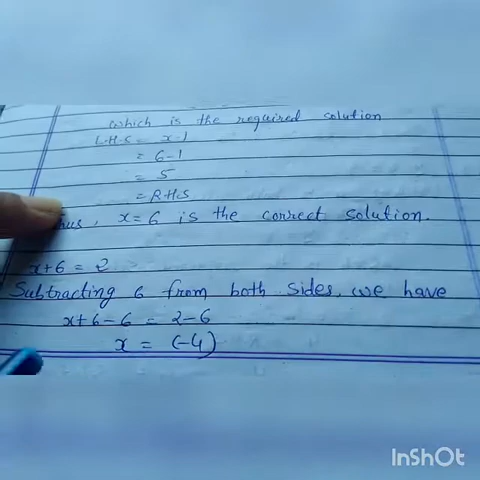 which is the required solution
L.H.S = x-1
= 6-1
= 5
= R.H.S
Thus, x=6 is the correct solution.
x+6 = 2
Subtracting 6 from both sides, we have
x+6-6 = 2-6
x = (-4)
InShOt